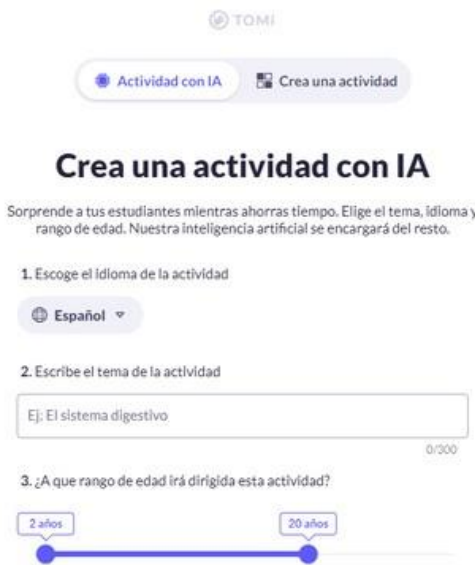 TOMi
Actividad con IA
Crea una actividad
Crea una actividad con IA
Sorprende a tus estudiantes mientras ahorras tiempo. Elige el tema, idioma y
rango de edad. Nuestra inteligencia artificial se encargará del resto.
1. Escoge el idioma de la actividad
Español
2. Escribe el tema de la actividad
Ej: El sistema digestivo
0/300
3. ¿A que rango de edad irá dirigida esta actividad?
2 años
20 años